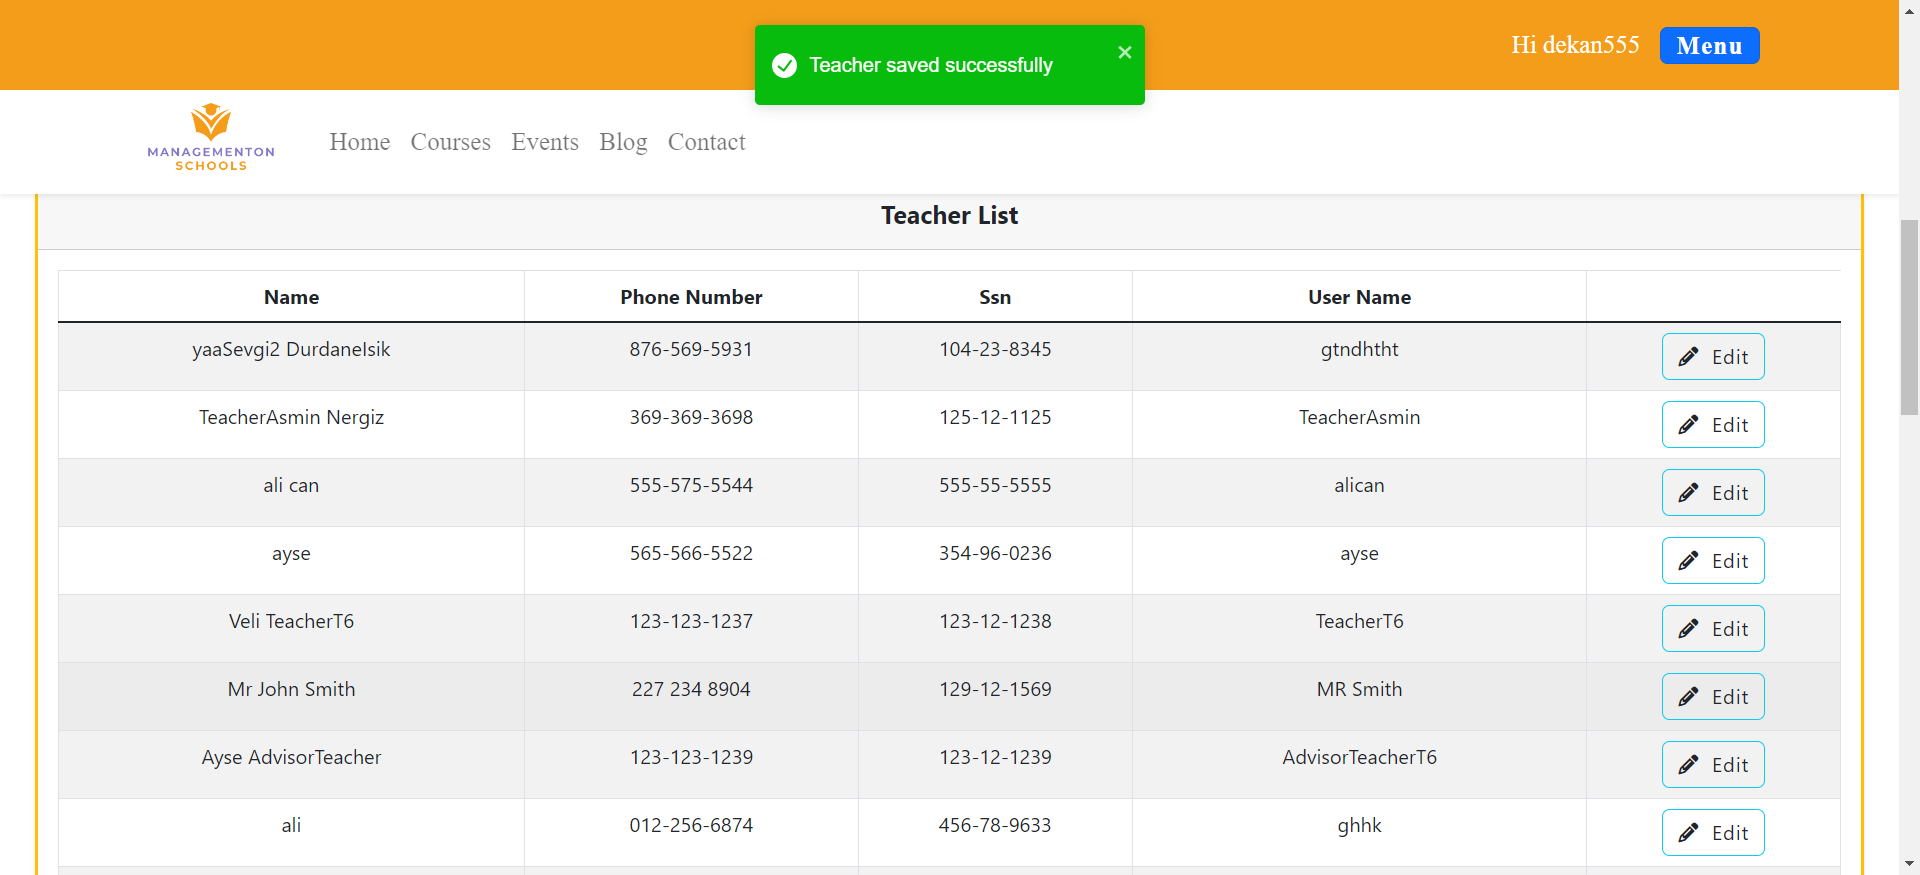 Teacher saved successfully
Hi dekan555 Menu
MANAGEMENTON
SCHOOLS
Home Courses Events Blog Contact
Teacher List
Name Phone Number Ssn User Name
yaaSevgi2 DurdaneIsik 876-569-5931 104-23-8345 gtndhtht Edit
TeacherAsmin Nergiz 369-369-3698 125-12-1125 TeacherAsmin Edit
ali can 555-575-5544 555-55-5555 alican Edit
ayse 565-566-5522 354-96-0236 ayse Edit
Veli TeacherT6 123-123-1237 123-12-1238 TeacherT6 Edit
Mr John Smith 227 234 8904 129-12-1569 MR Smith Edit
Ayse AdvisorTeacher 123-123-1239 123-12-1239 AdvisorTeacherT6 Edit
ali 012-256-6874 456-78-9633 ghhk Edit